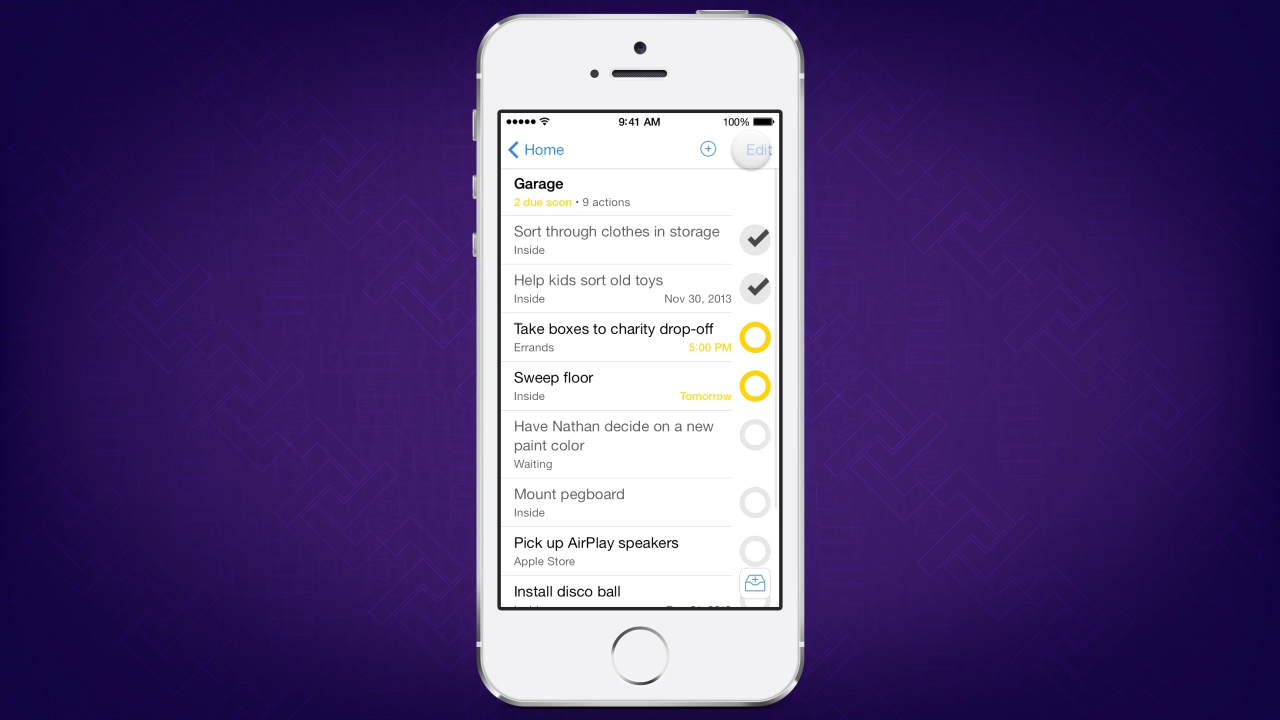 9:41 AM 100%
Home Edit
Garage
2 due soon • 9 actions
Sort through clothes in storage
Inside
Help kids sort old toys
Inside Nov 30, 2013
Take boxes to charity drop-off
Errands 5:00 PM
Sweep floor
Inside Tomorrow
Have Nathan decide on a new
paint color
Waiting
Mount pegboard
Inside
Pick up AirPlay speakers
Apple Store
Install disco ball